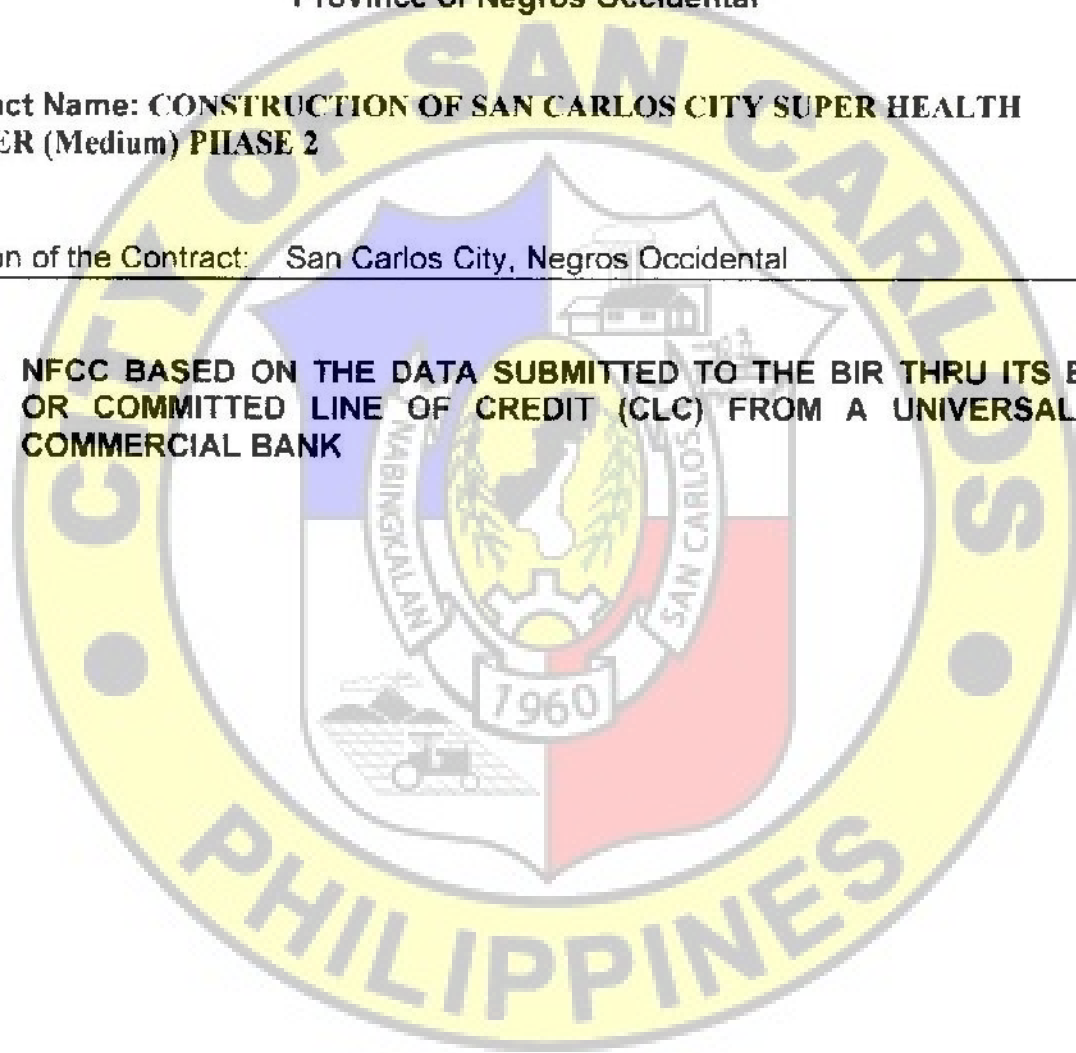 Province of Negros Occidental
act Name: CONSTRUCTION OF SAN CARLOS CITY SUPER HEALTH
ER (Medium) PHASE 2
n of the Contract: San Carlos City, Negros Occidental
NFCC BASED ON THE DATA SUBMITTED TO THE BIR THRU ITS E
OR COMMITTED LINE OF CREDIT (CLC) FROM A UNIVERSAL
COMMERCIAL BANK
CITY OF SAN CARLOS
NABINGKALAN
SAN CARLOS
1960
PHILIPPINES